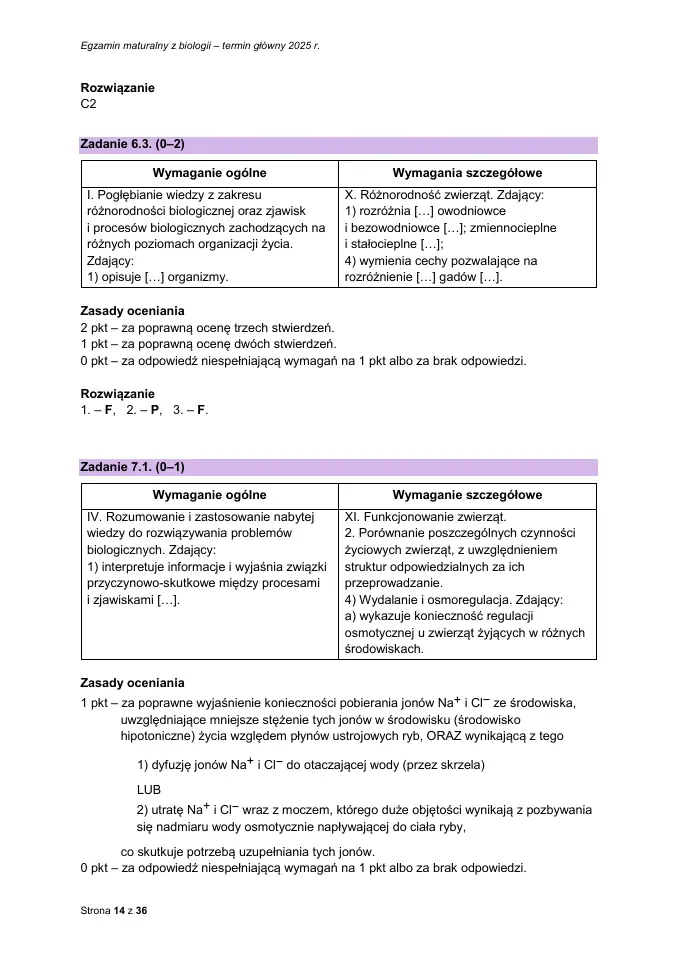 Egzamin maturalny z biologii – termin główny 2025 r.
Rozwiązanie
C2
Zadanie 6.3. (0–2)
Wymaganie ogólne
Wymagania szczegółowe
I. Pogłębianie wiedzy z zakresu
różnorodności biologicznej oraz zjawisk
i procesów biologicznych zachodzących na
różnych poziomach organizacji życia.
Zdający:
1) opisuje […] organizmy.
X. Różnorodność zwierząt. Zdający:
1) rozróżnia […] owodniowce
i bezowodniowce […]; zmiennocieplne
i stałocieplne […];
4) wymienia cechy pozwalające na
rozróżnienie […] gadów […].
Zasady oceniania
2 pkt – za poprawną ocenę trzech stwierdzeń.
1 pkt – za poprawną ocenę dwóch stwierdzeń.
0 pkt – za odpowiedź niespełniającą wymagań na 1 pkt albo za brak odpowiedzi.
Rozwiązanie
1. – F, 2. – P, 3. – F.
Zadanie 7.1. (0–1)
Wymaganie ogólne
Wymaganie szczegółowe
IV. Rozumowanie i zastosowanie nabytej
wiedzy do rozwiązywania problemów
biologicznych. Zdający:
1) interpretuje informacje i wyjaśnia związki
przyczynowo-skutkowe między procesami
i zjawiskami […].
XI. Funkcjonowanie zwierząt.
2. Porównanie poszczególnych czynności
życiowych zwierząt, z uwzględnieniem
struktur odpowiedzialnych za ich
przeprowadzanie.
4) Wydalanie i osmoregulacja. Zdający:
a) wykazuje konieczność regulacji
osmotycznej u zwierząt żyjących w różnych
środowiskach.
Zasady oceniania
1 pkt – za poprawne wyjaśnienie konieczności pobierania jonów Na⁺ i Cl⁻ ze środowiska,
uwzględniające mniejsze stężenie tych jonów w środowisku (środowisko
hipotoniczne) życia względem płynów ustrojowych ryb, ORAZ wynikającą z tego
1) dyfuzję jonów Na⁺ i Cl⁻ do otaczającej wody (przez skrzela)
LUB
2) utratę Na⁺ i Cl⁻ wraz z moczem, którego duże objętości wynikają z pozbywania
się nadmiaru wody osmotycznie napływającej do ciała ryby,
co skutkuje potrzebą uzupełniania tych jonów.
0 pkt – za odpowiedź niespełniającą wymagań na 1 pkt albo za brak odpowiedzi.
Strona 14 z 36